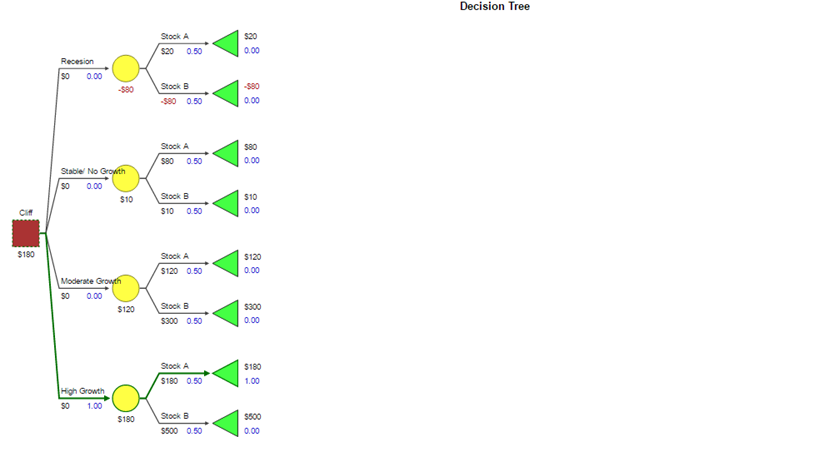 Decision Tree
Stock A
$20
$20 0.50
0.00
Recesion
$0 0.00
-$80
Stock B
-$80
-$80 0.50
0.00
Stock A
$80
$80 0.50
0.00
Stable/ No Growth
$0 0.00
$10
Stock B
$10
$10 0.50
0.00
Cliff
$180
Stock A
$120
$120 0.50
0.00
Moderate Growth
$0 0.00
$120
Stock B
$300
$300 0.50
0.00
Stock A
$180
$180 0.50
1.00
High Growth
$0 1.00
$180
Stock B
$500
$500 0.50
0.00